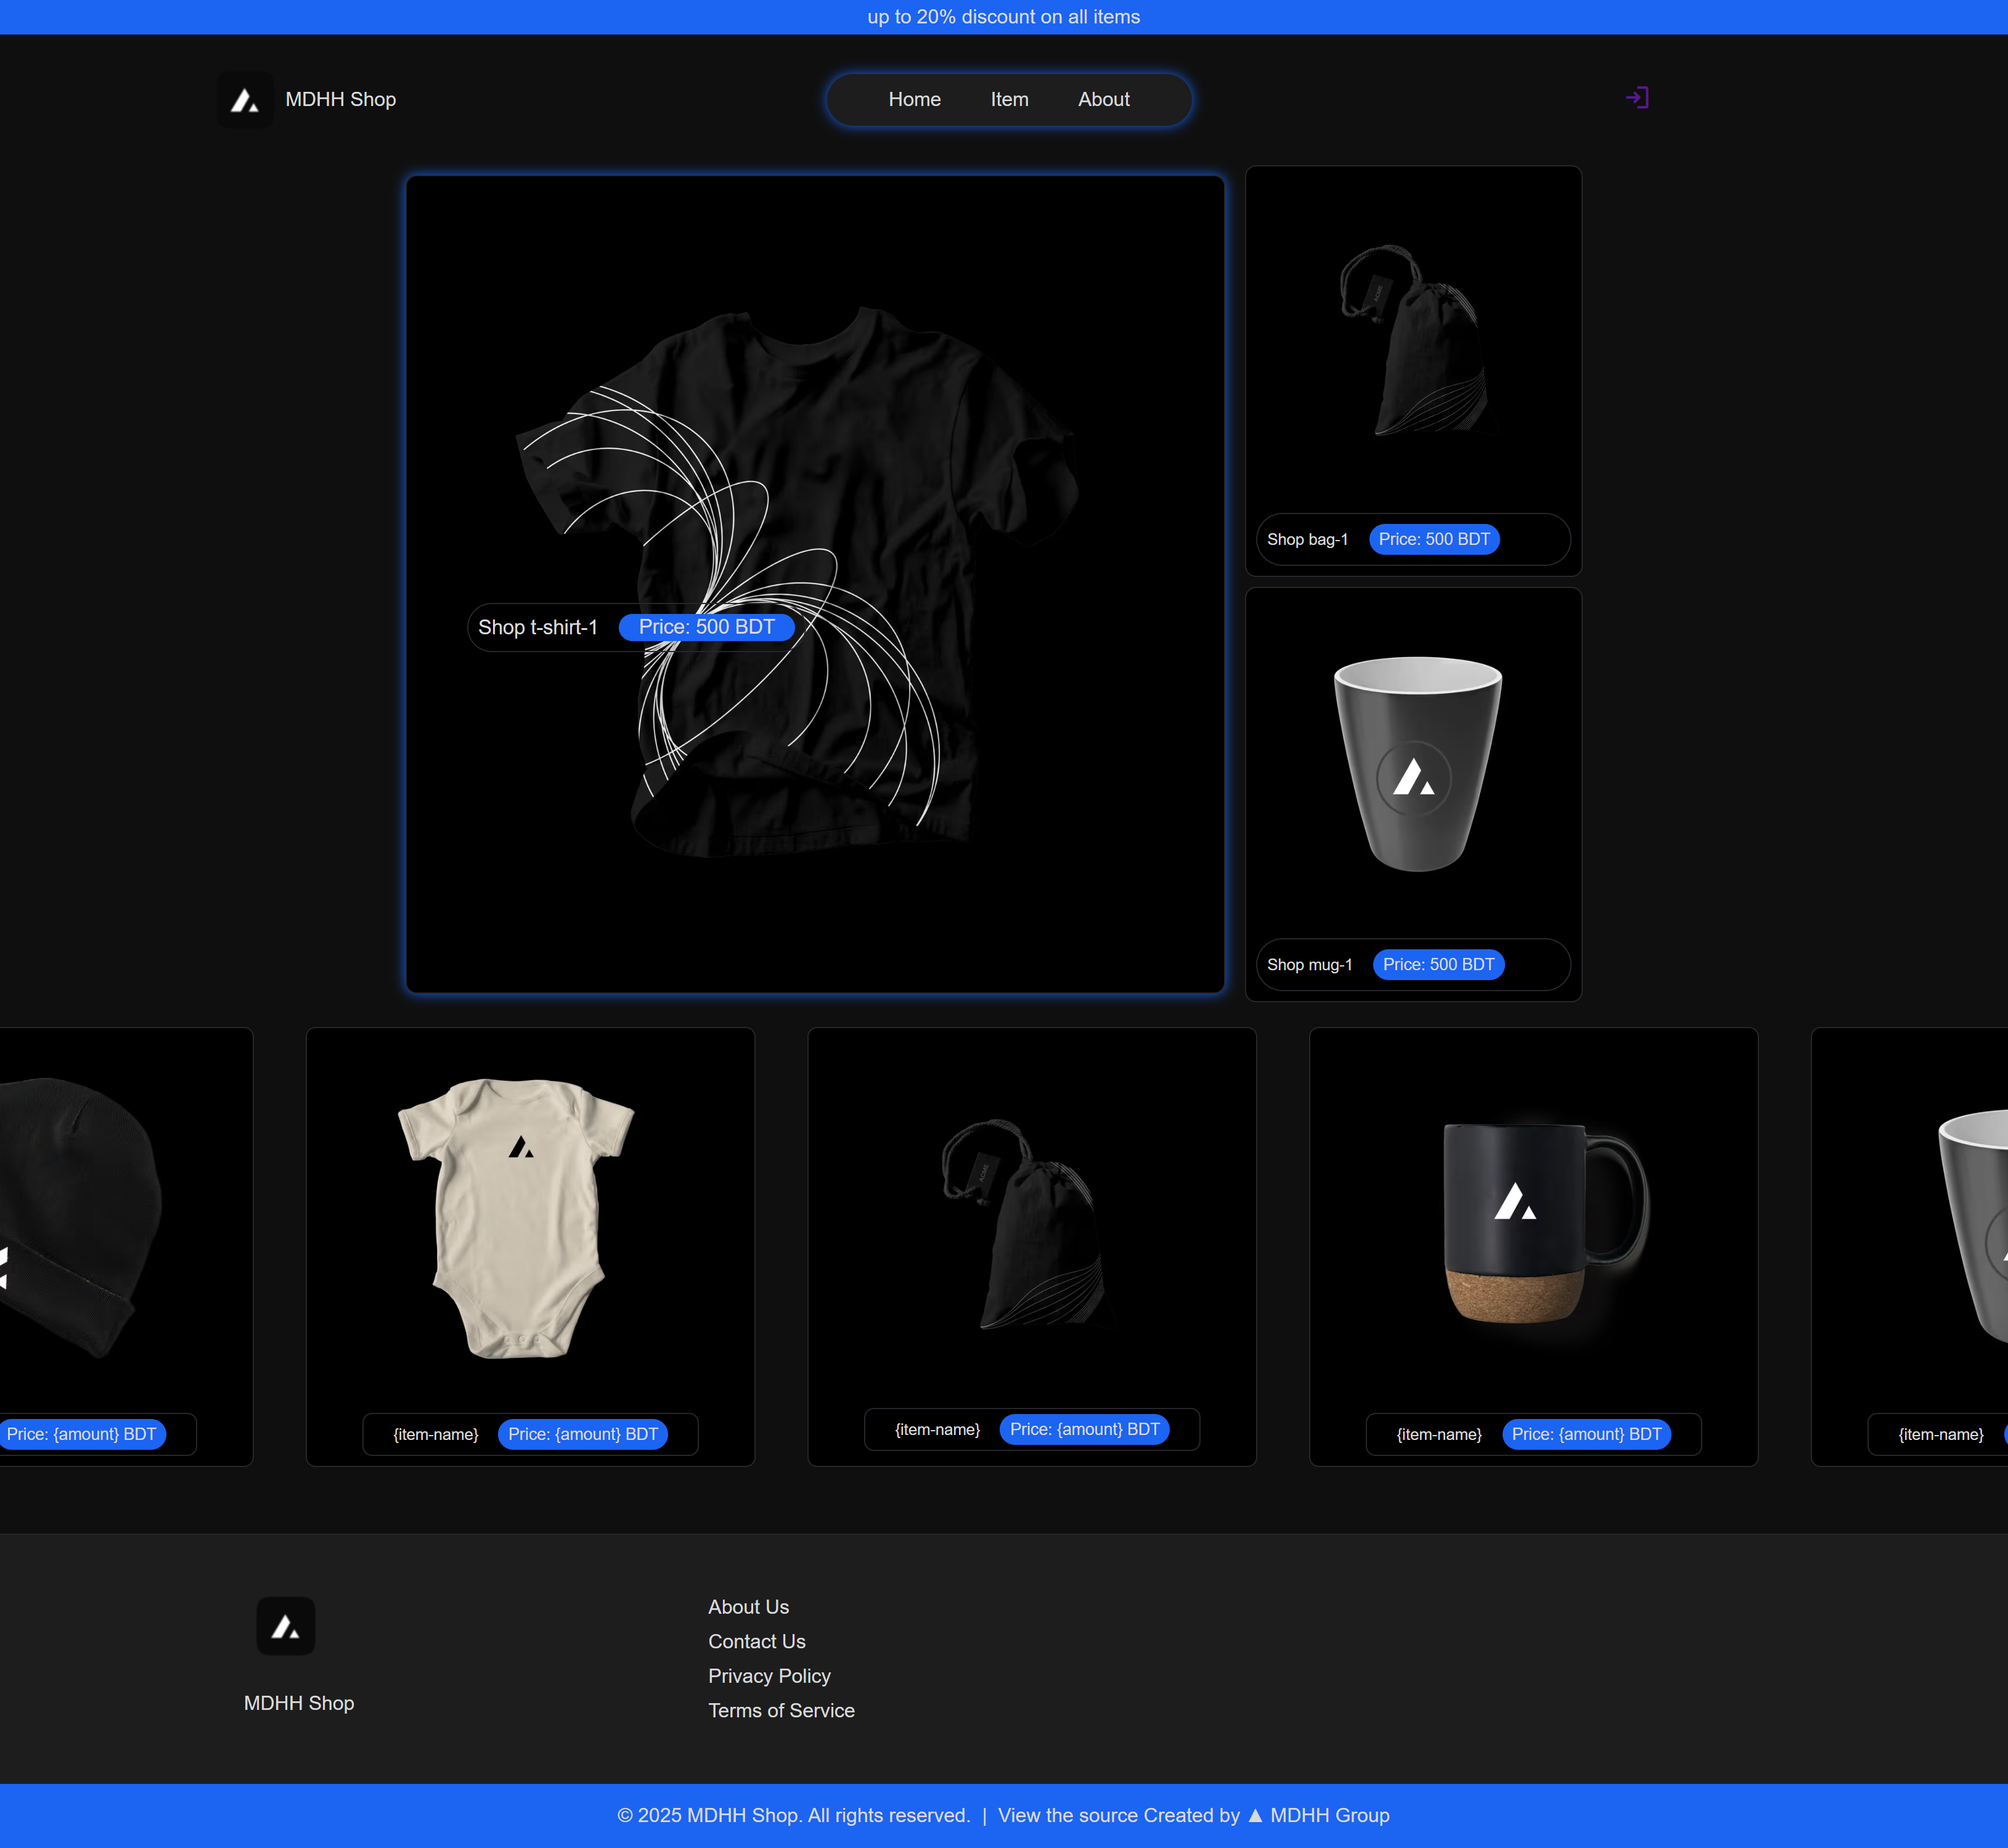 up to 20% discount on all items
MDHH Shop
Home Item About
Shop t-shirt-1 Price: 500 BDT
ACME
Shop bag-1 Price: 500 BDT
Shop mug-1 Price: 500 BDT
Price: {amount} BDT
{item-name} Price: {amount} BDT
ACME
{item-name} Price: {amount} BDT
{item-name} Price: {amount} BDT
{item-name}
MDHH Shop
About Us
Contact Us
Privacy Policy
Terms of Service
© 2025 MDHH Shop. All rights reserved. | View the source Created by ▲ MDHH Group